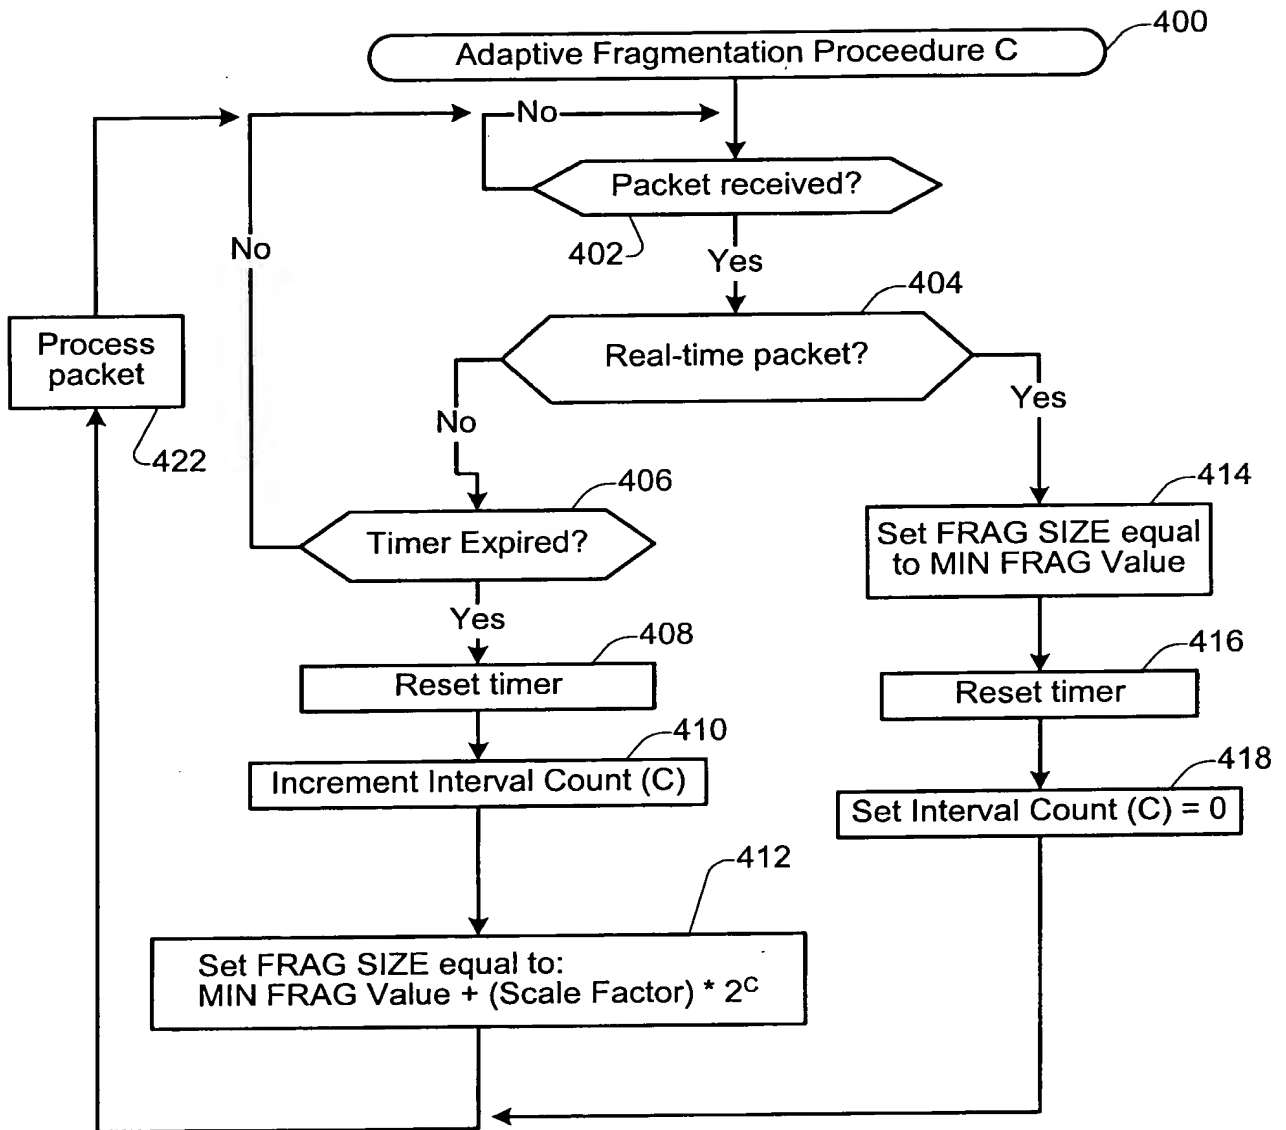 400
Adaptive Fragmentation Proceedure C
No
Packet received?
402
Yes
No
404
Real-time packet?
Process
packet
422
No
Yes
406
Timer Expired?
414
Set FRAG SIZE equal
to MIN FRAG Value
Yes
408
Reset timer
416
Reset timer
410
Increment Interval Count (C)
418
Set Interval Count (C) = 0
412
Set FRAG SIZE equal to:
MIN FRAG Value + (Scale Factor) * 2ᶜ